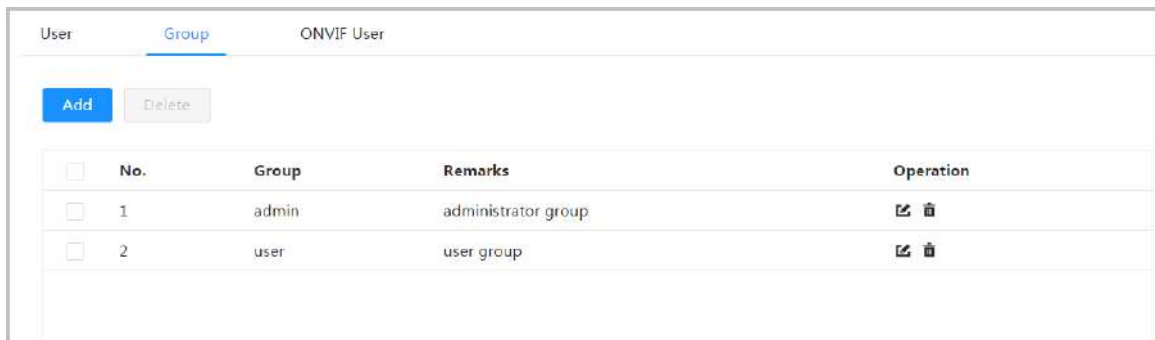 User Group ONVIF User
Add Delete
No. Group Remarks Operation
1 admin administrator group
2 user user group